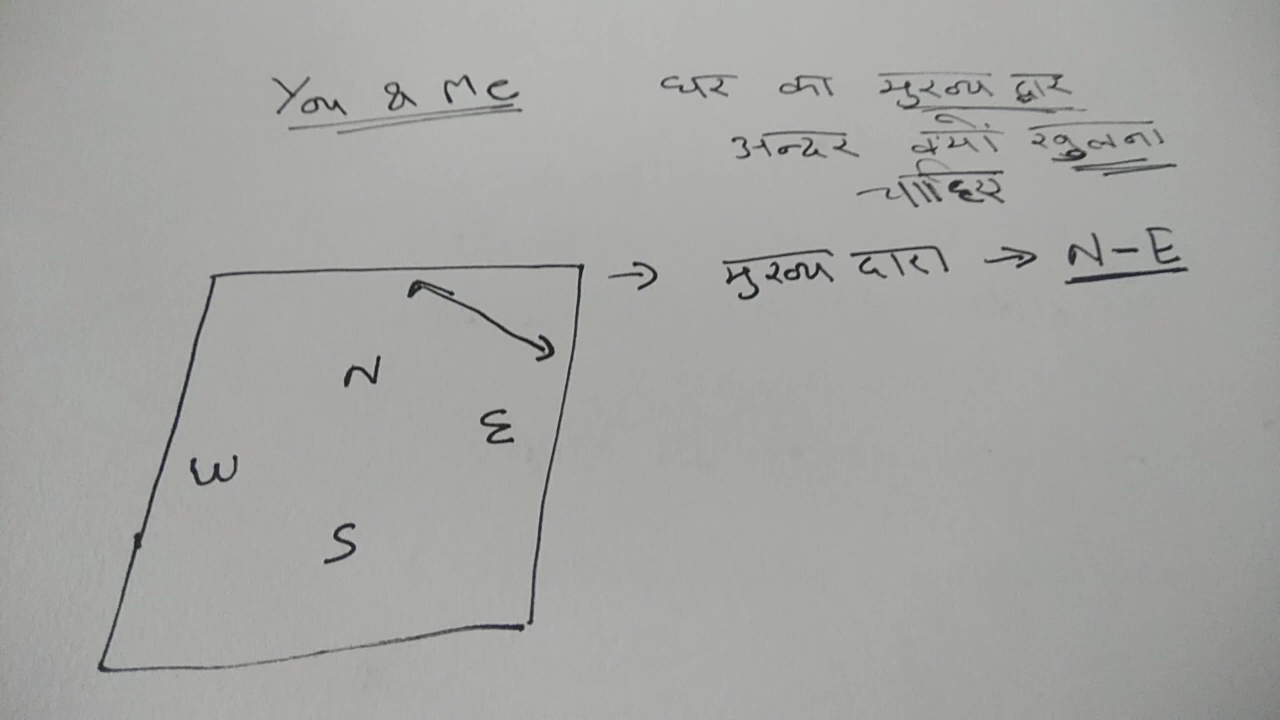 You & Me
घर का मुख्य द्वार
अन्दर क्यों खुलना
चाहिए
→ मुख्य द्वारा → N-E
N
E
W
S